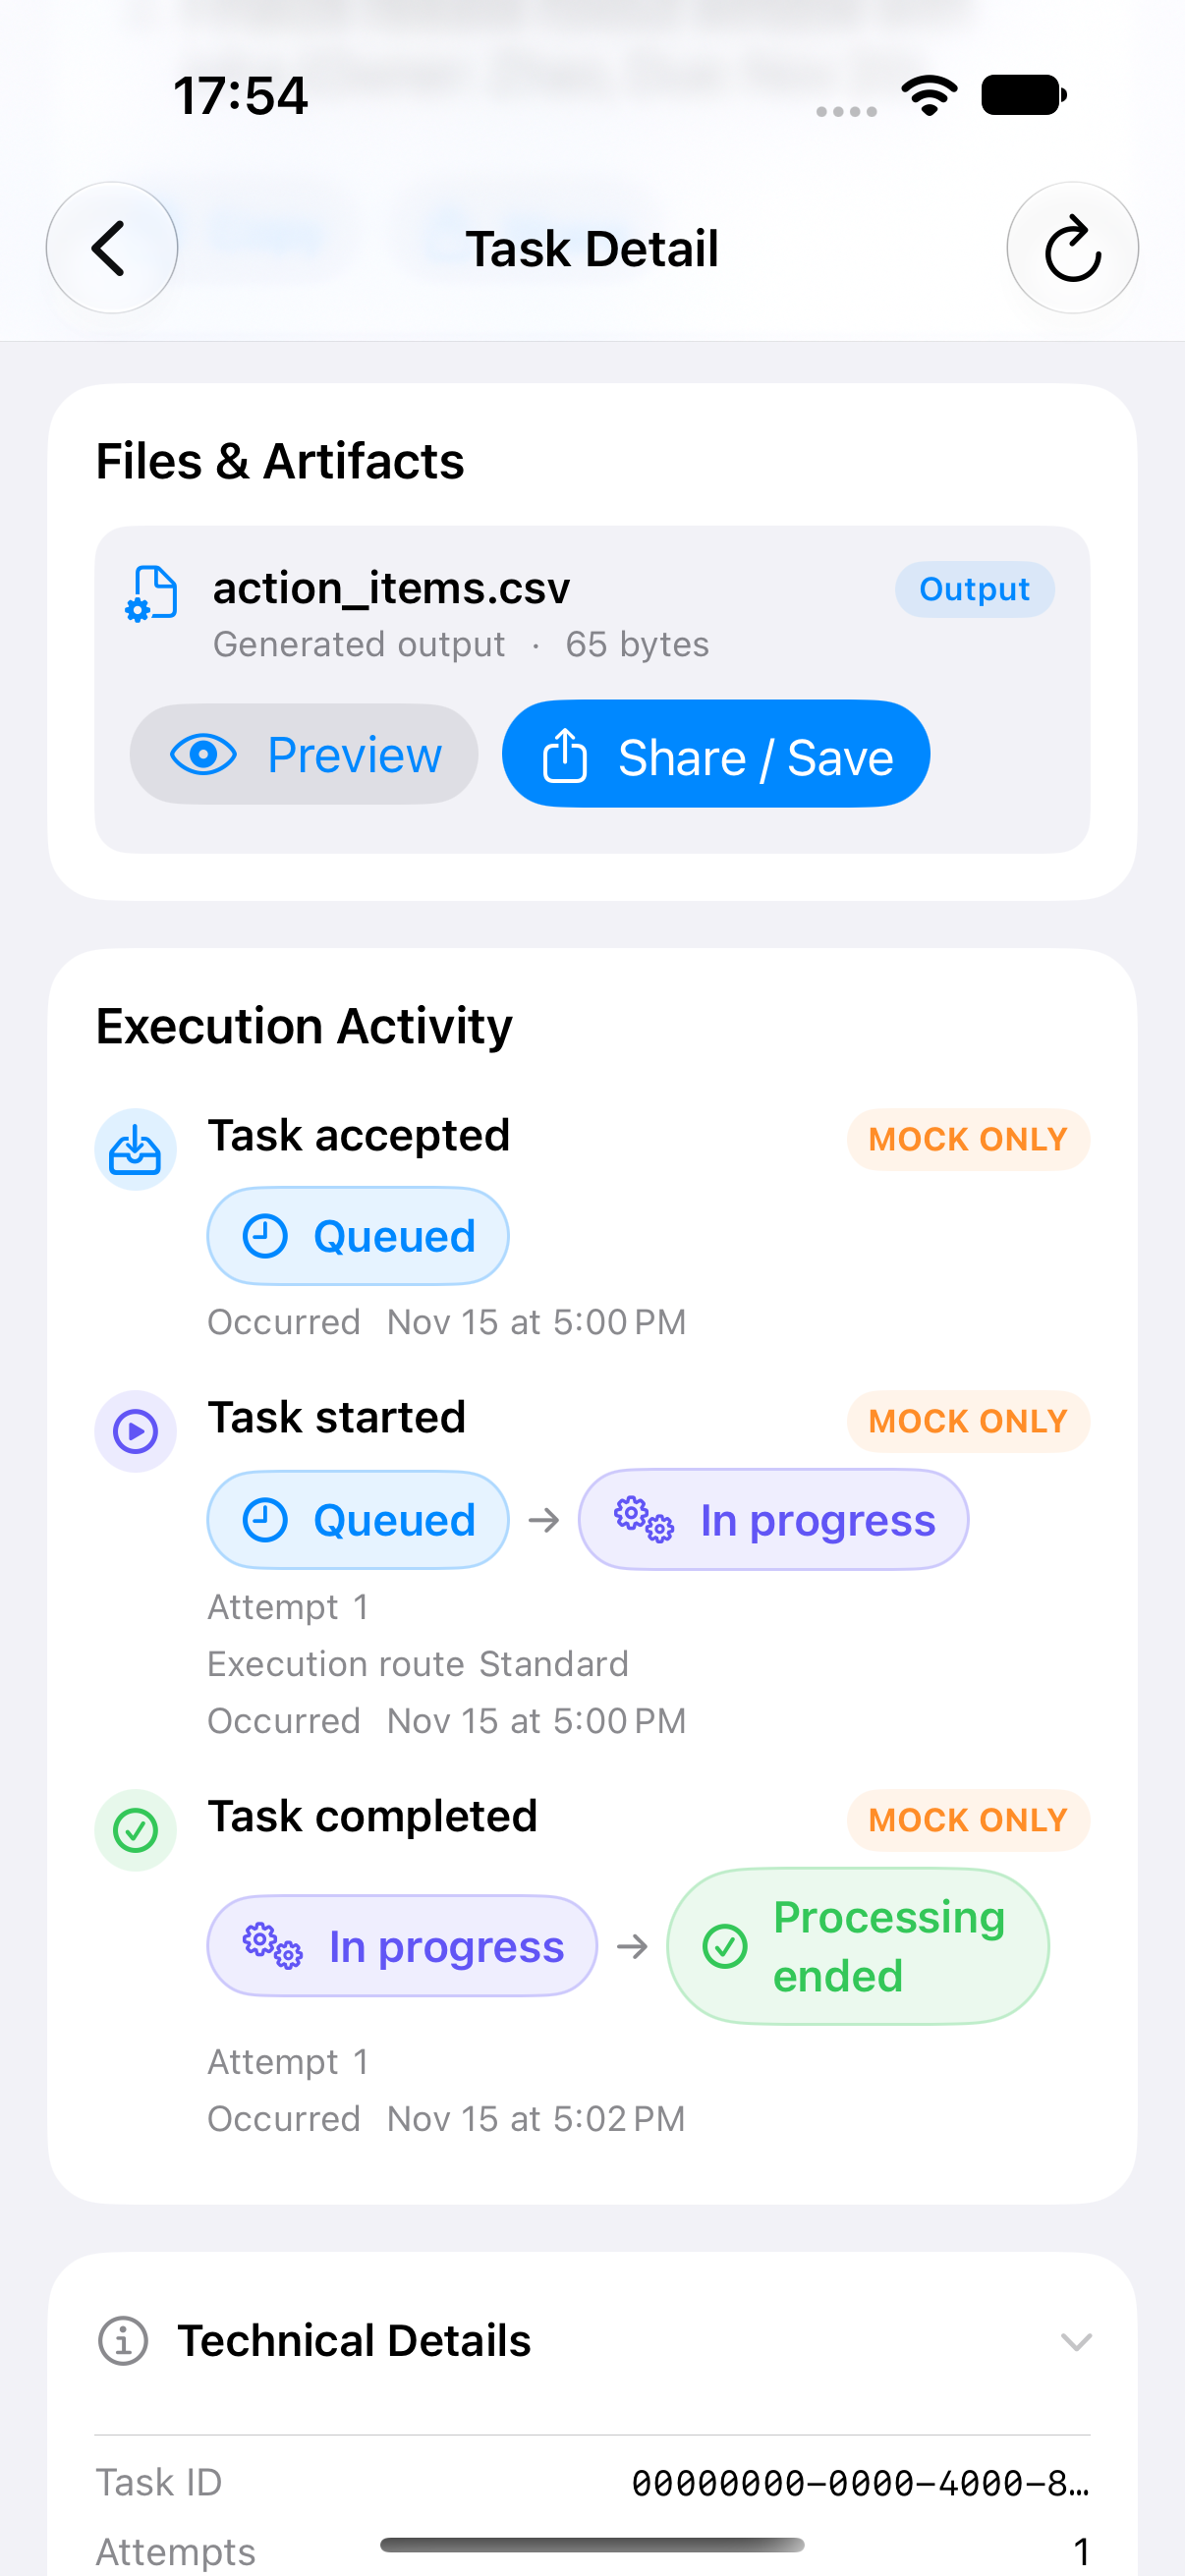 17:54
Task Detail
Files & Artifacts
action_items.csv
Output
Generated output · 65 bytes
Preview
Share / Save
Execution Activity
Task accepted
MOCK ONLY
Queued
Occurred Nov 15 at 5:00 PM
Task started
MOCK ONLY
Queued → In progress
Attempt 1
Execution route Standard
Occurred Nov 15 at 5:00 PM
Task completed
MOCK ONLY
In progress → Processing
ended
Attempt 1
Occurred Nov 15 at 5:02 PM
Technical Details
Task ID
00000000-0000-4000-8…
Attempts
1